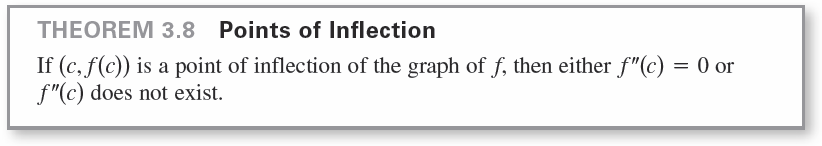 THEOREM 3.8 Points of Inflection
If (c, f(c)) is a point of inflection of the graph of f, then either f″(c) = 0 or
f″(c) does not exist.